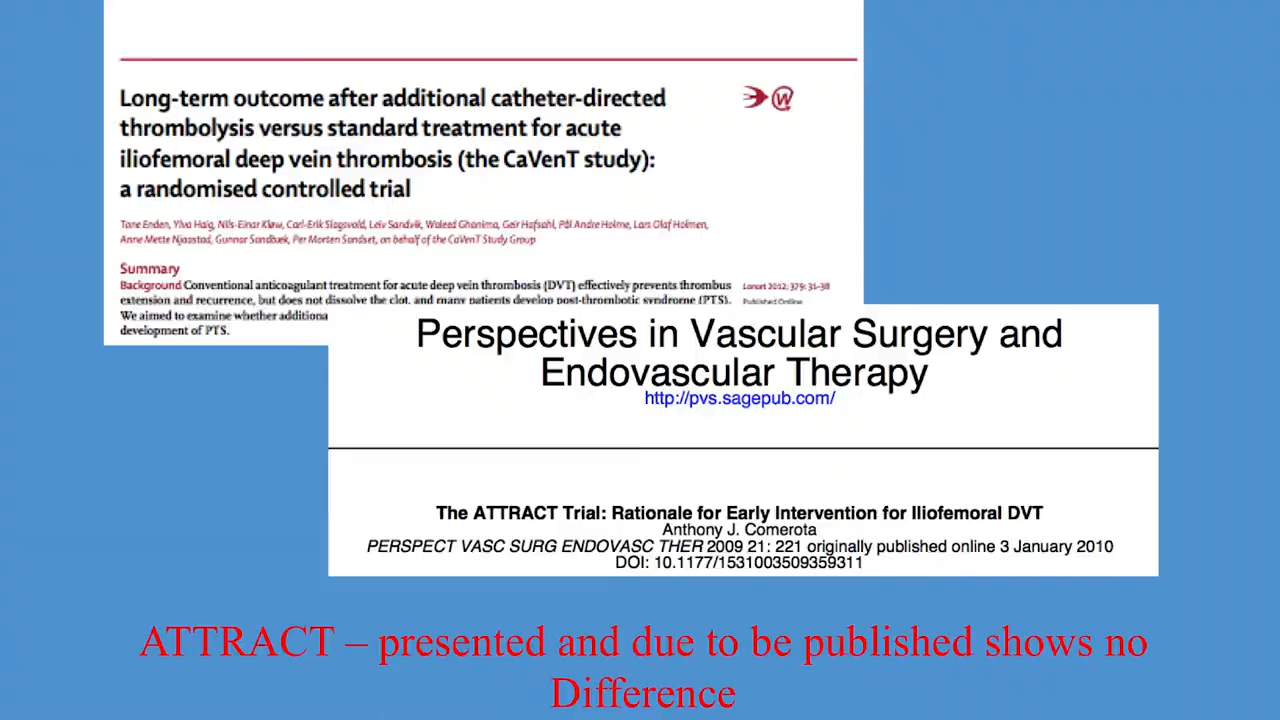 Long-term outcome after additional catheter-directed
thrombolysis versus standard treatment for acute
iliofemoral deep vein thrombosis (the CaVenT study):
a randomised controlled trial
Tone Enden, Ylva Haig, Nils-Einar Kløw, Carl-Erik Slagsvold, Leiv Sandvik, Waleed Ghanima, Geir Hafsahl, Pål Andre Holme, Lars Olaf Holmen,
Anne Mette Njaastad, Gunnar Sandbæk, Per Morten Sandset, on behalf of the CaVenT Study Group
Summary
Background Conventional anticoagulant treatment for acute deep vein thrombosis (DVT) effectively prevents thrombus
extension and recurrence, but does not dissolve the clot, and many patients develop post-thrombotic syndrome (PTS).
We aimed to examine whether additiona
development of PTS.
Lancet 2012; 379: 31–38
Published Online
Perspectives in Vascular Surgery and
Endovascular Therapy
http://pvs.sagepub.com/
The ATTRACT Trial: Rationale for Early Intervention for Iliofemoral DVT
Anthony J. Comerota
PERSPECT VASC SURG ENDOVASC THER 2009 21: 221 originally published online 3 January 2010
DOI: 10.1177/1531003509359311
ATTRACT – presented and due to be published shows no
Difference